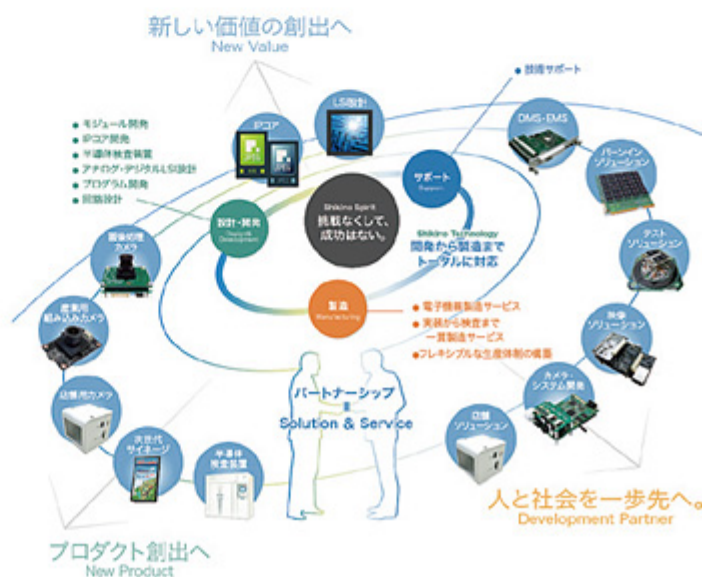 新しい価値の創出へ
New Value
● 技術サポート
● モジュール開発
● IPコア開発
● 半導体検査装置
● アナログ・デジタルLSI設計
● プログラム開発
● 回路設計
IPコア
LSI設計
DMS・EMS
バーンイン
ソリューション
テスト
ソリューション
映像
ソリューション
カメラ・
システム開発
店舗
ソリューション
画像処理
カメラ
産業用
組み込みカメラ
店舗用カメラ
次世代
サイネージ
半導体
検査装置
設計・開発
Design &
Development
サポート
Support
製造
Manufacturing
Shikino Spirit
挑戦なくして、
成功はない。
Shikino Technology
開発から製造まで
トータルに対応
● 電子機器製造サービス
● 実装から検査まで
一貫製造サービス
● フレキシブルな生産体制の構築
パートナーシップ
Solution & Service
人と社会を一歩先へ。
Development Partner
プロダクト創出へ
New Product